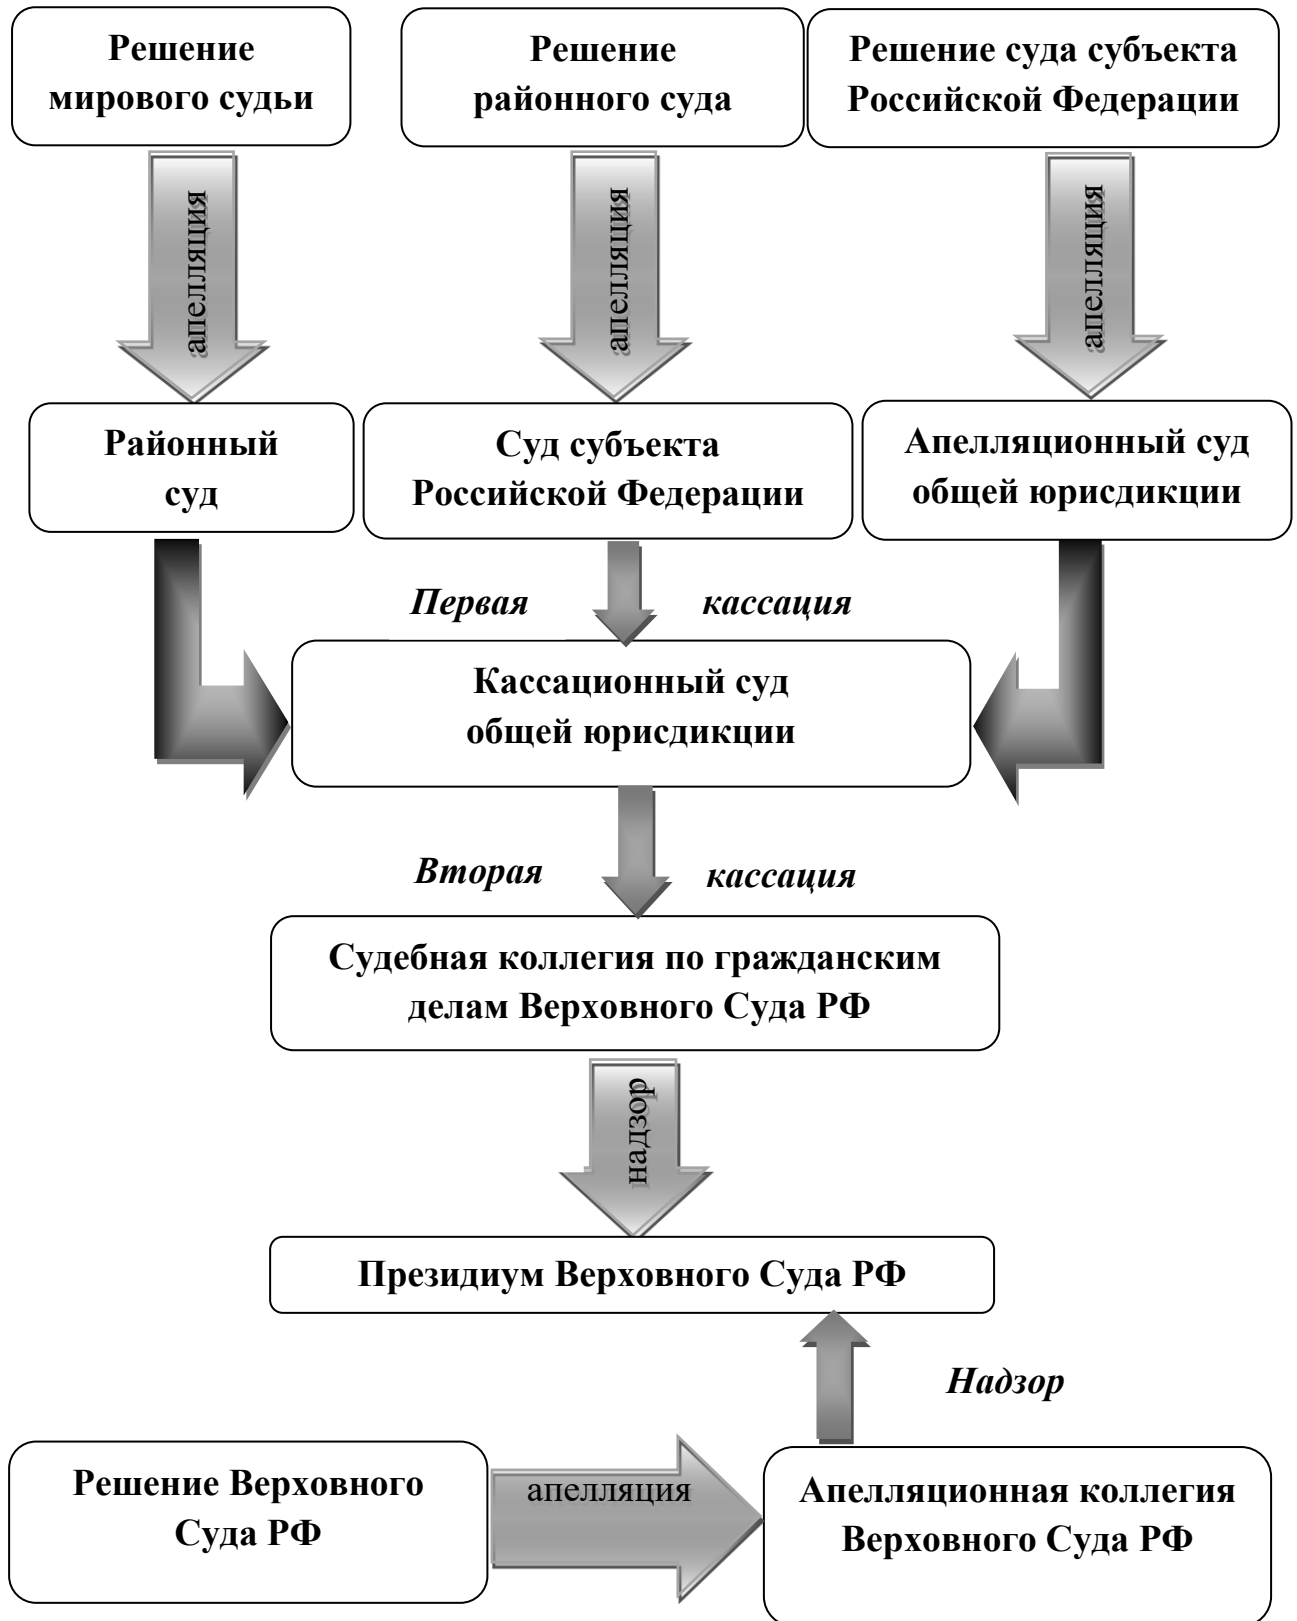 Решение
мирового судьи
Решение
районного суда
Решение суда субъекта
Российской Федерации
апелляция
апелляция
апелляция
Районный
суд
Суд субъекта
Российской Федерации
Апелляционный суд
общей юрисдикции
Первая кассация
Кассационный суд
общей юрисдикции
Вторая кассация
Судебная коллегия по гражданским
делам Верховного Суда РФ
надзор
Президиум Верховного Суда РФ
Надзор
Решение Верховного
Суда РФ
апелляция
Апелляционная коллегия
Верховного Суда РФ